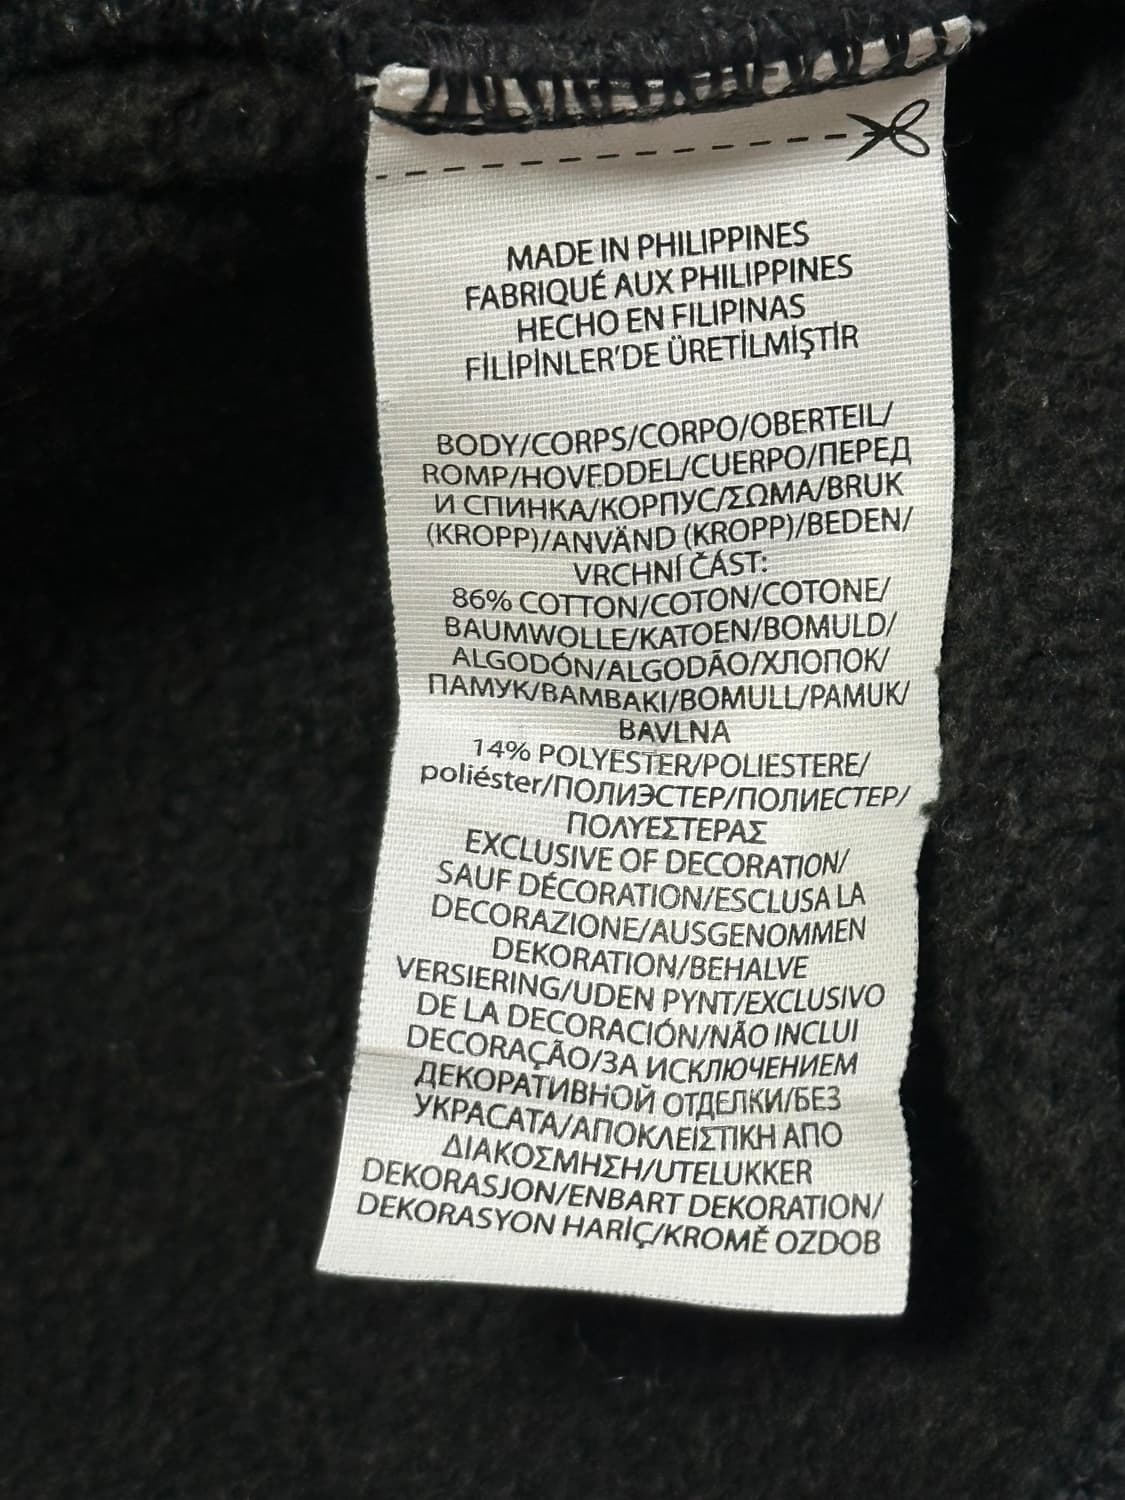 MADE IN PHILIPPINES
FABRIQUÉ AUX PHILIPPINES
HECHO EN FILIPINAS
FİLİPİNLER'DE ÜRETİLMİŞTİR
BODY/CORPS/CORPO/OBERTEIL/
ROMP/HOVEDDEL/CUERPO/ПЕРЕД
И СПИНКА/КОРПУС/ΣΩΜΑ/BRUK
(KROPP)/ANVÄND (KROPP)/BEDEN/
VRCHNÍ ČÁST:
86% COTTON/COTON/COTONE/
BAUMWOLLE/KATOEN/BOMULD/
ALGODÓN/ALGODÃO/ХЛОПОК/
ПАМУК/ΒΑΜΒΑΚΙ/BOMULL/PAMUK/
BAVLNA
14% POLYESTER/POLIESTERE/
poliéster/ПОЛИЭСТЕР/ПОЛИЕСТЕР/
ΠΟΛΥΕΣΤΕΡΑΣ
EXCLUSIVE OF DECORATION/
SAUF DÉCORATION/ESCLUSA LA
DECORAZIONE/AUSGENOMMEN
DEKORATION/BEHALVE
VERSIERING/UDEN PYNT/EXCLUSIVO
DE LA DECORACIÓN/NÃO INCLUI
DECORAÇÃO/ЗА ИСКЛЮЧЕНИЕМ
ДЕКОРАТИВНОЙ ОТДЕЛКИ/БЕЗ
УКРАСАТА/ΑΠΟΚΛΕΙΣΤΙΚΗ ΑΠΟ
ΔΙΑΚΟΣΜΗΣΗ/UTELUKKER
DEKORASJON/ENBART DEKORATION/
DEKORASYON HARİÇ/KROMĚ OZDOB